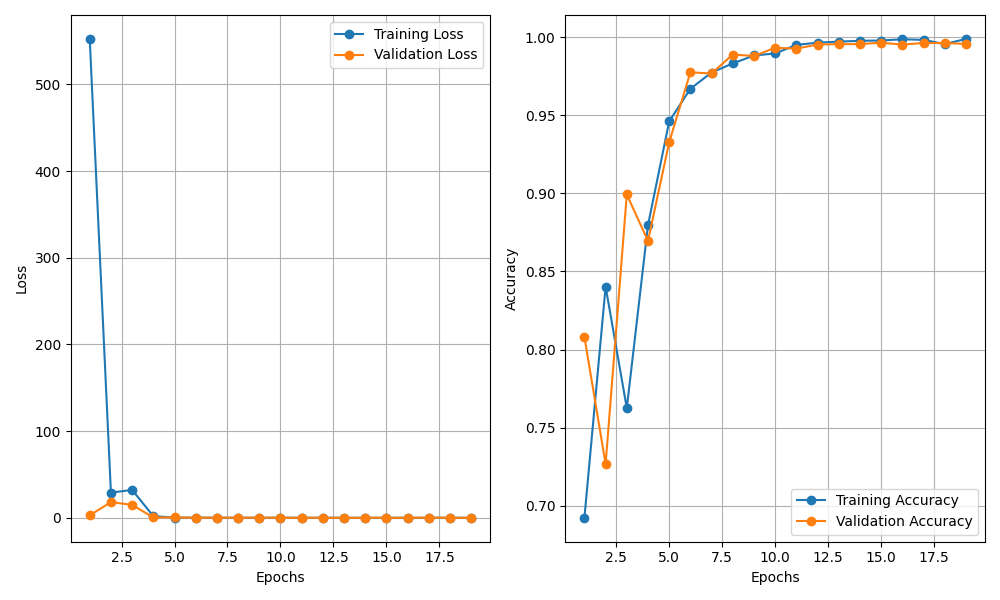 Training Loss
Validation Loss
500
400
300
200
100
0
Loss
2.5 5.0 7.5 10.0 12.5 15.0 17.5
Epochs
1.00
0.95
0.90
0.85
0.80
0.75
0.70
Accuracy
Training Accuracy
Validation Accuracy
2.5 5.0 7.5 10.0 12.5 15.0 17.5
Epochs